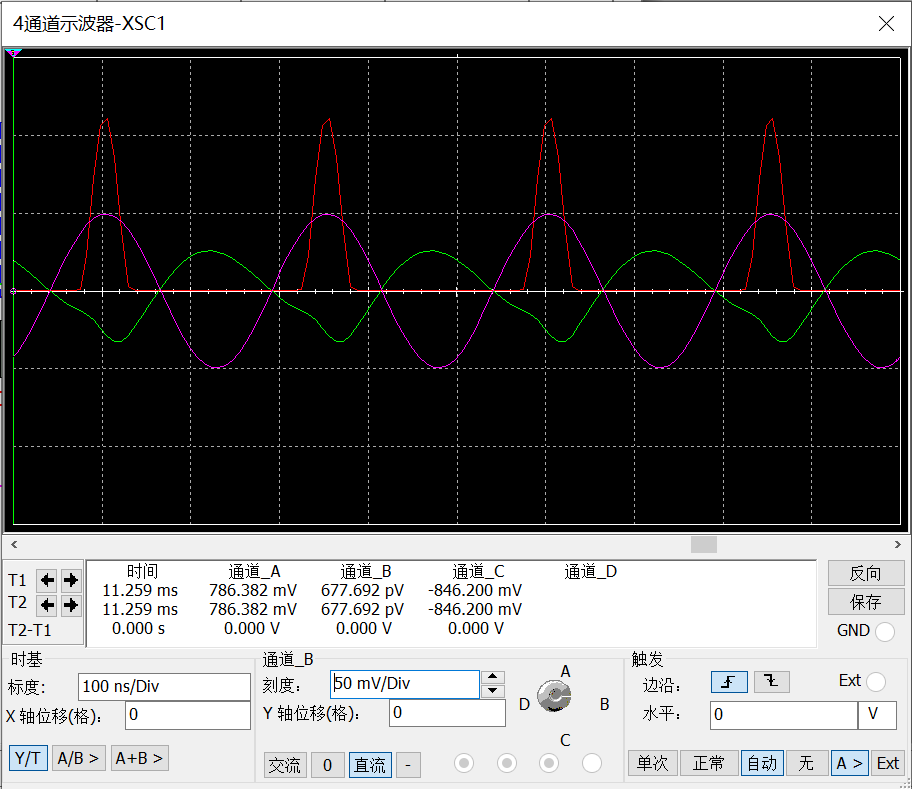 4通道示波器-XSC1
时间 通道_A 通道_B 通道_C 通道_D
T1 11.259 ms 786.382 mV 677.692 pV -846.200 mV
T2 11.259 ms 786.382 mV 677.692 pV -846.200 mV
T2-T1 0.000 s 0.000 V 0.000 V 0.000 V
反向
保存
GND
时基
标度: 100 ns/Div
X 轴位移(格): 0
Y/T A/B > A+B >
通道_B
刻度: 50 mV/Div
Y 轴位移(格): 0
交流 0 直流 -
A
D B
C
触发
边沿: Ext
水平: 0 V
单次 正常 自动 无 A > Ext